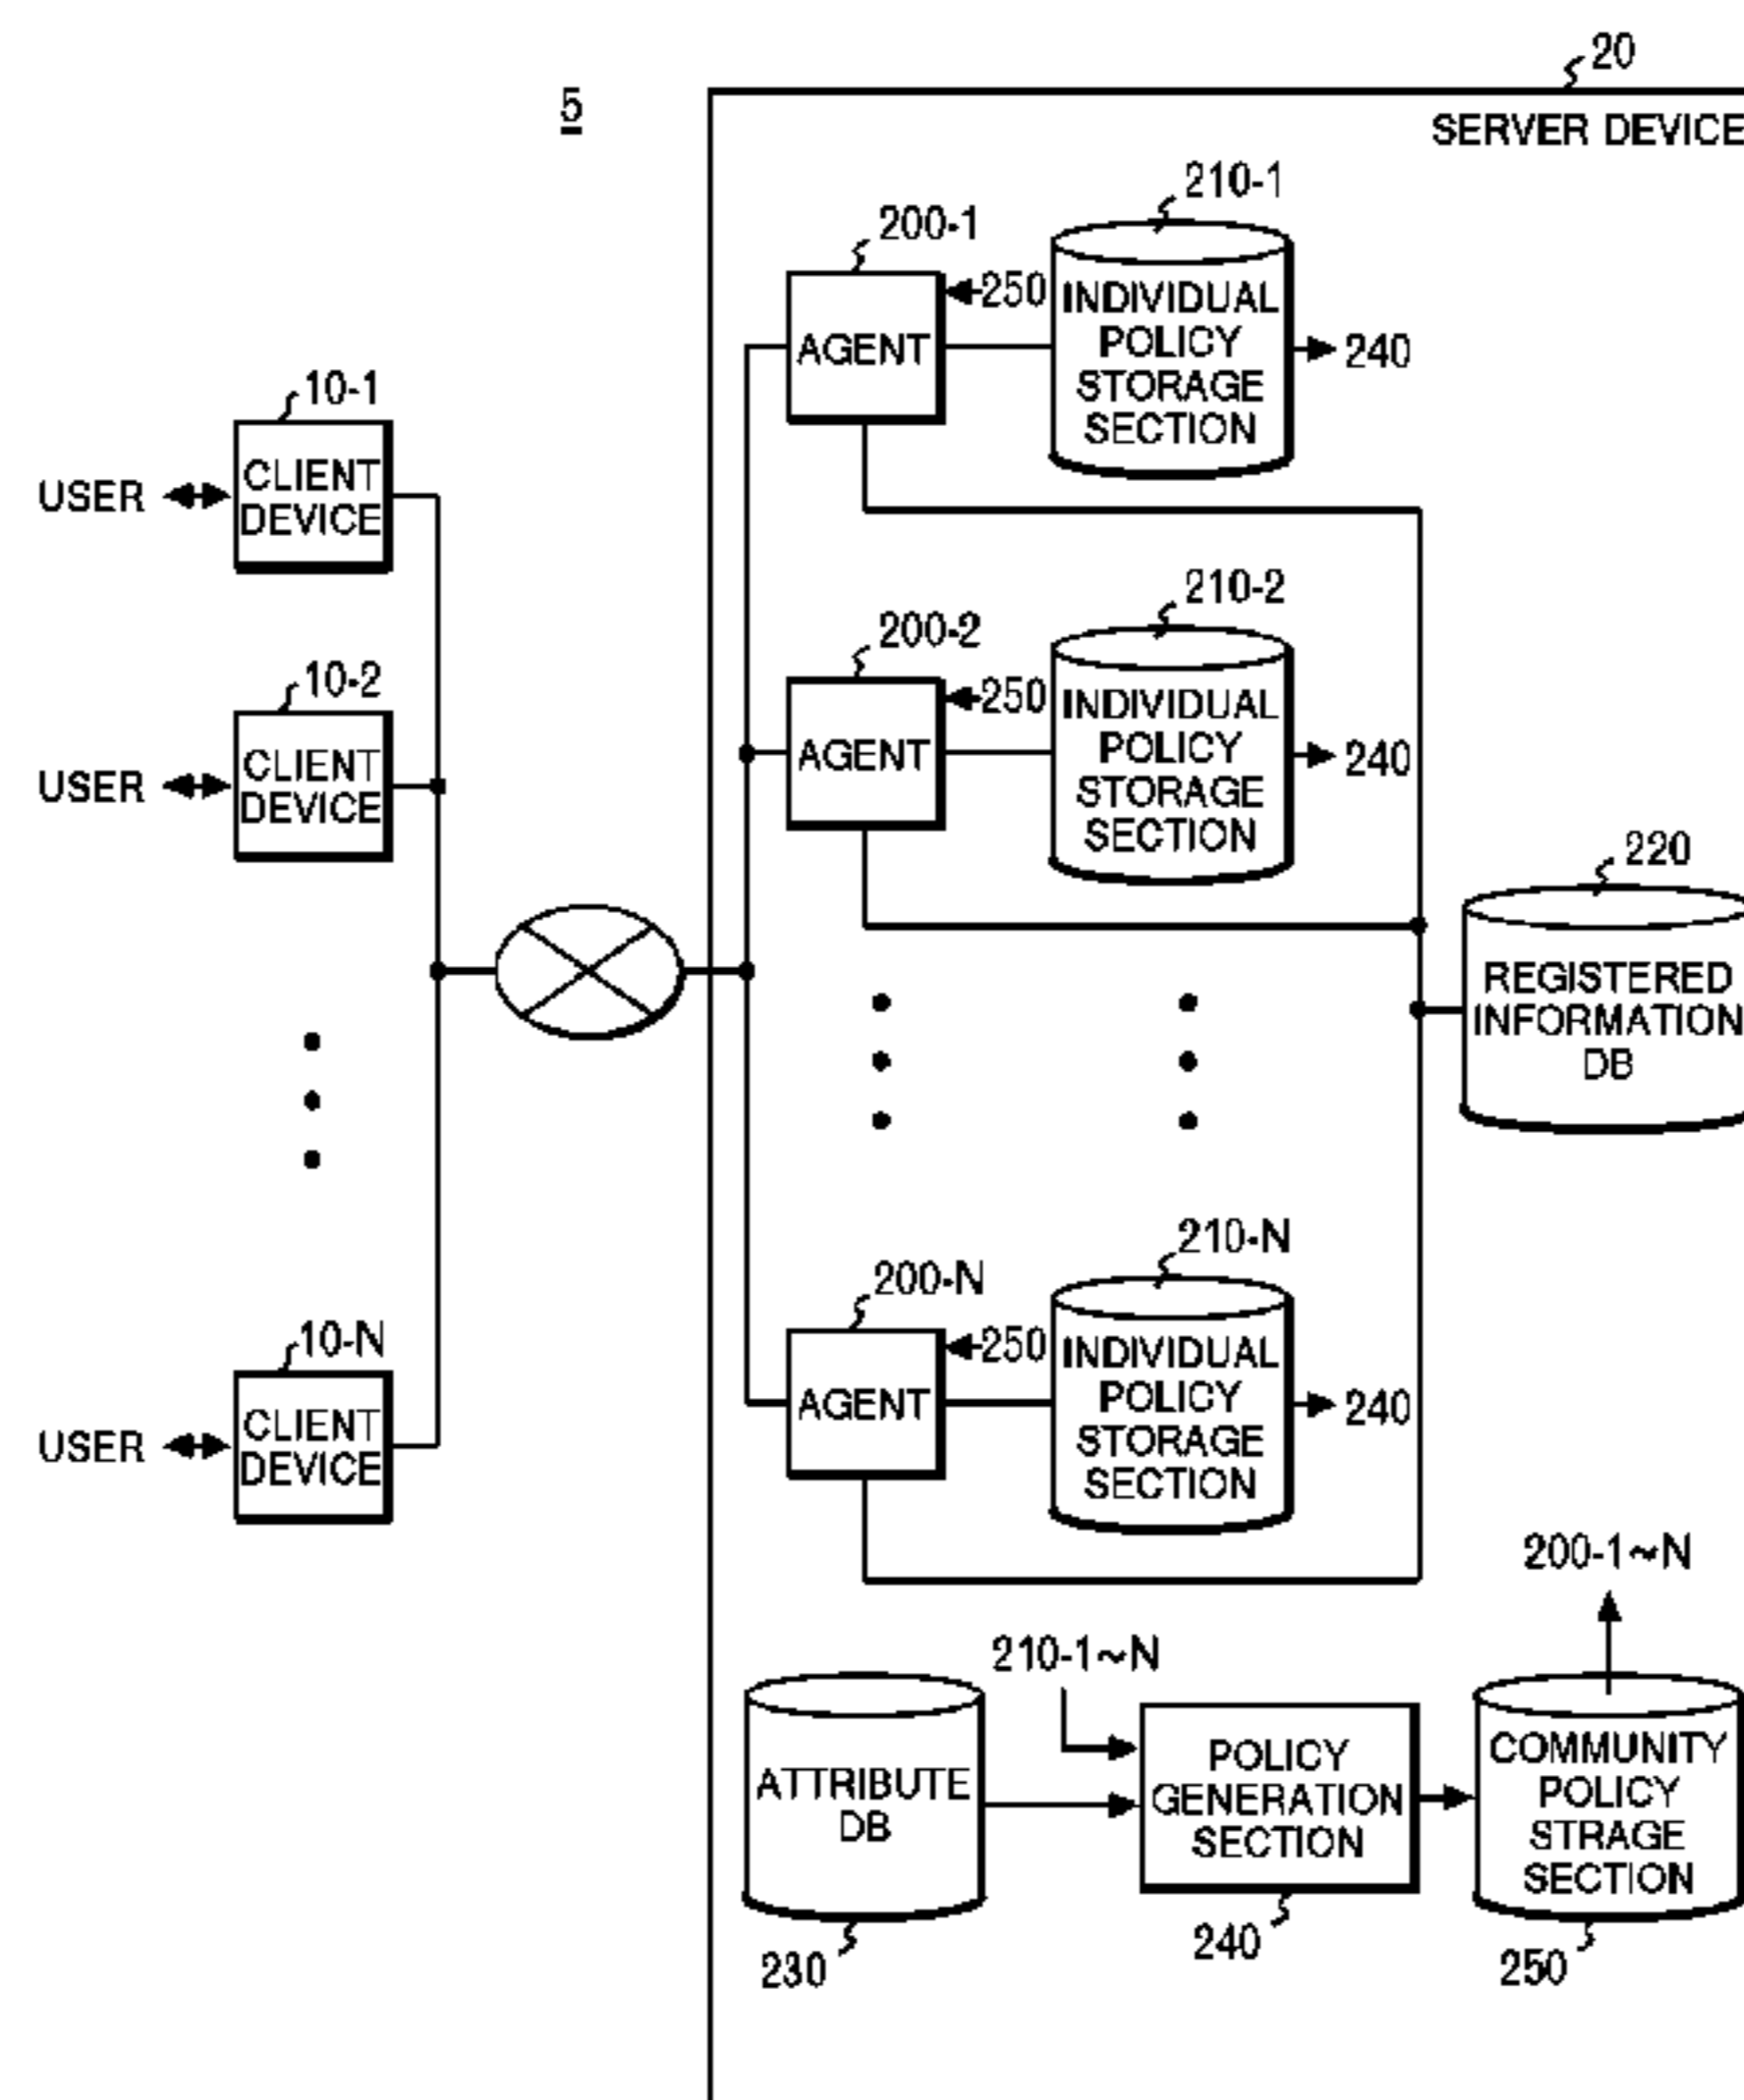 5
20
SERVER DEVICE
210-1
200-1
250
INDIVIDUAL
POLICY
STORAGE
SECTION
AGENT
240
10-1
USER
CLIENT
DEVICE
210-2
200-2
250
INDIVIDUAL
POLICY
STORAGE
SECTION
AGENT
240
10-2
USER
CLIENT
DEVICE
220
REGISTERED
INFORMATION
DB
210-N
200-N
250
INDIVIDUAL
POLICY
STORAGE
SECTION
AGENT
240
10-N
USER
CLIENT
DEVICE
200-1~N
210-1~N
ATTRIBUTE
DB
230
POLICY
GENERATION
SECTION
240
COMMUNITY
POLICY
STRAGE
SECTION
250